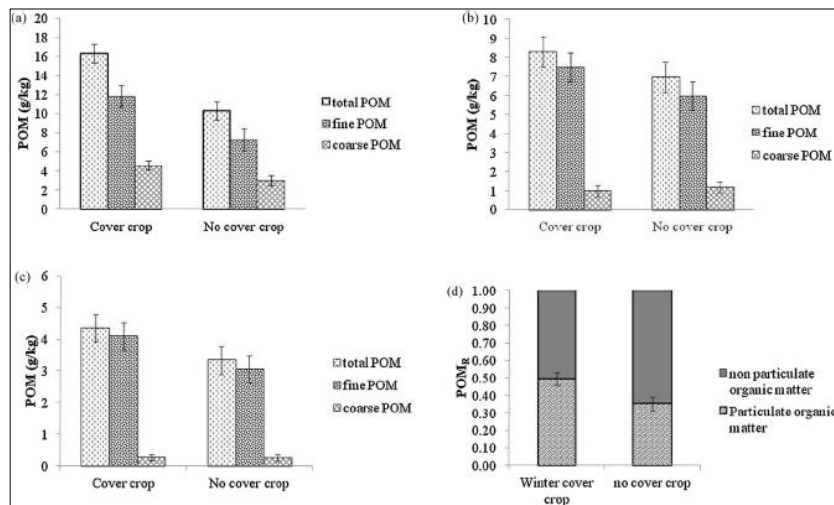 (a)
20
18
16
14
12
10
8
6
4
2
0
POM (g/kg)
Cover crop
No cover crop
total POM
fine POM
coarse POM
(b)
10
9
8
7
6
5
4
3
2
1
0
POM (g/kg)
Cover crop
No cover crop
total POM
fine POM
coarse POM
(c)
6
5
4
3
2
1
0
POM (g/kg)
Cover crop
No cover crop
total POM
fine POM
coarse POM
(d)
1.00
0.90
0.80
0.70
0.60
0.50
0.40
0.30
0.20
0.10
0.00
POMR
Winter cover
crop
no cover crop
non particulate
organic matter
Particulate organic
matter